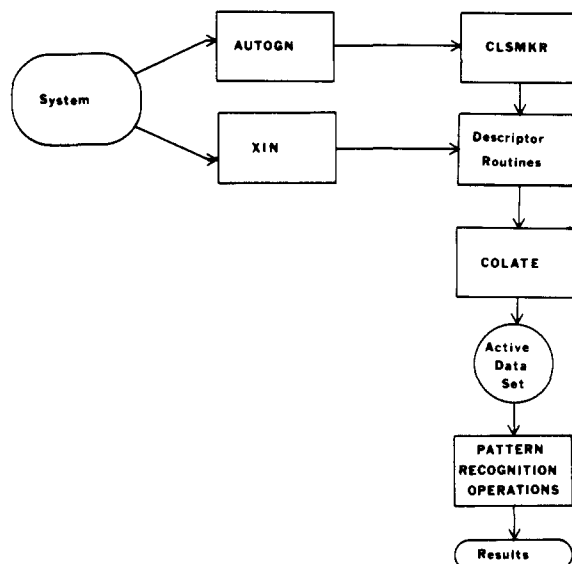 AUTOGN
CLSMKR
System
XIN
Descriptor
Routines
COLATE
Active
Data
Set
PATTERN
RECOGNITION
OPERATIONS
Results